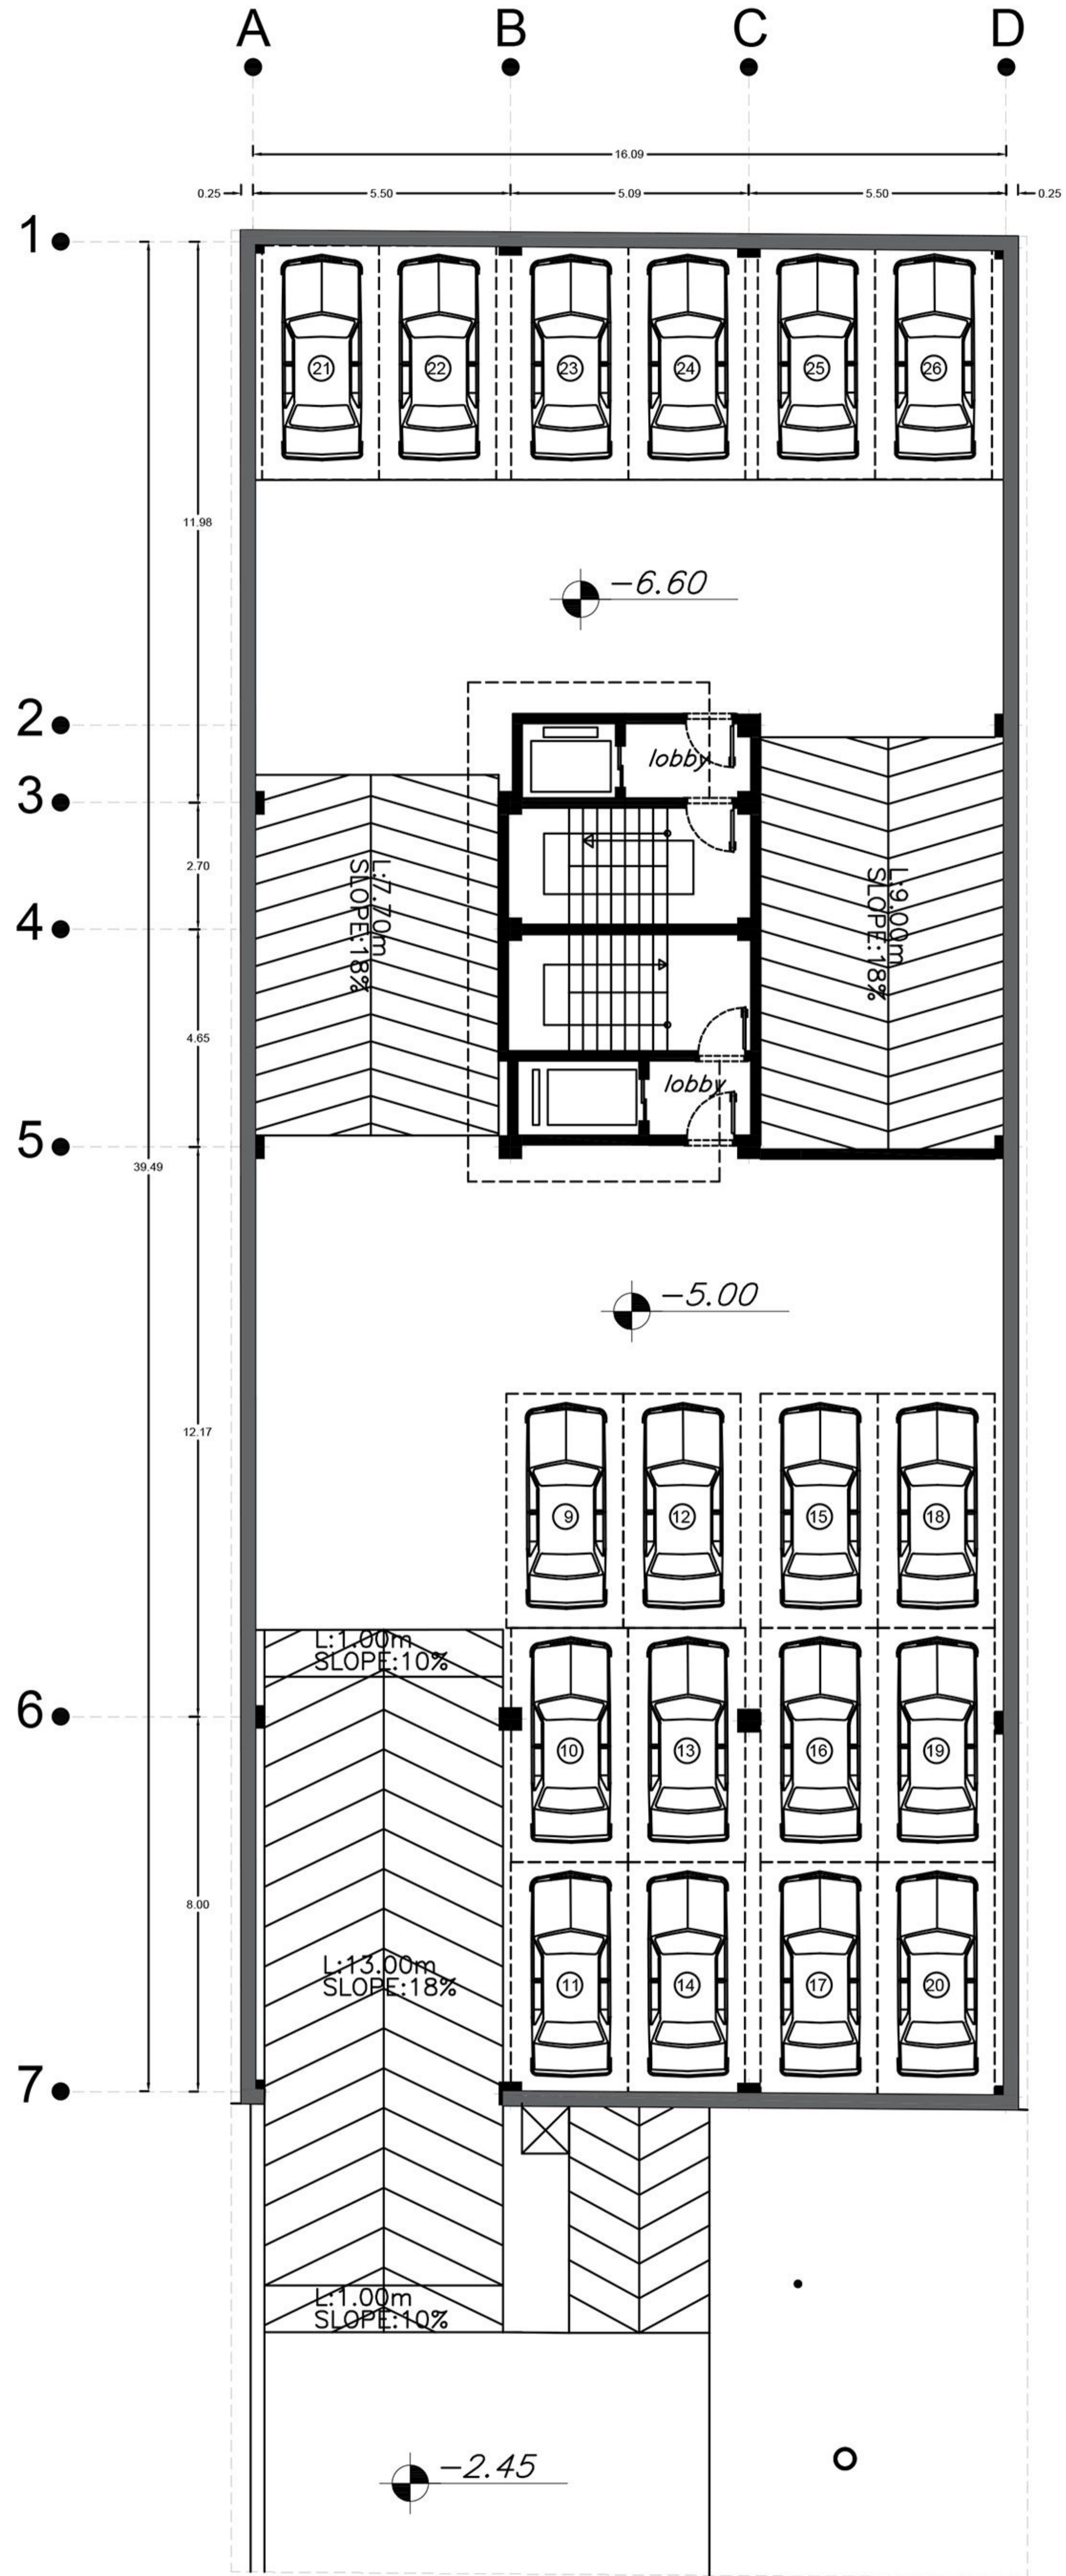 A B C D
16.09
0.25 5.50 5.09 5.50 0.25
1
21 22 23 24 25 26
11.98
-6.60
2
lobby
3
2.70
L:7.70m
SLOPE:18%
L:9.00m
SLOPE:18%
4
4.65
lobby
5
39.49
-5.00
12.17
9 12 15 18
L:1.00m
SLOPE:10%
6
10 13 16 19
8.00
L:13.00m
SLOPE:18%
11 14 17 20
7
L:1.00m
SLOPE:10%
-2.45